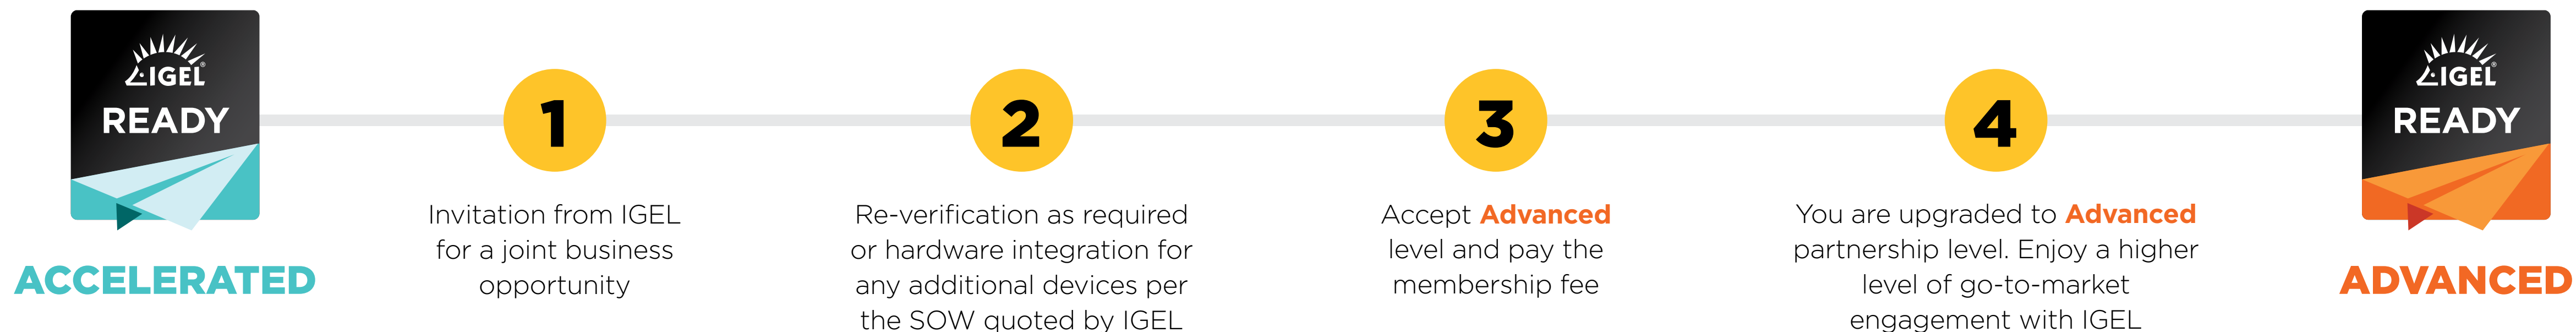 IGEL®
READY
ACCELERATED
1
Invitation from IGEL
for a joint business
opportunity
2
Re-verification as required
or hardware integration for
any additional devices per
the SOW quoted by IGEL
3
Accept Advanced
level and pay the
membership fee
4
You are upgraded to Advanced
partnership level. Enjoy a higher
level of go-to-market
engagement with IGEL
IGEL®
READY
ADVANCED